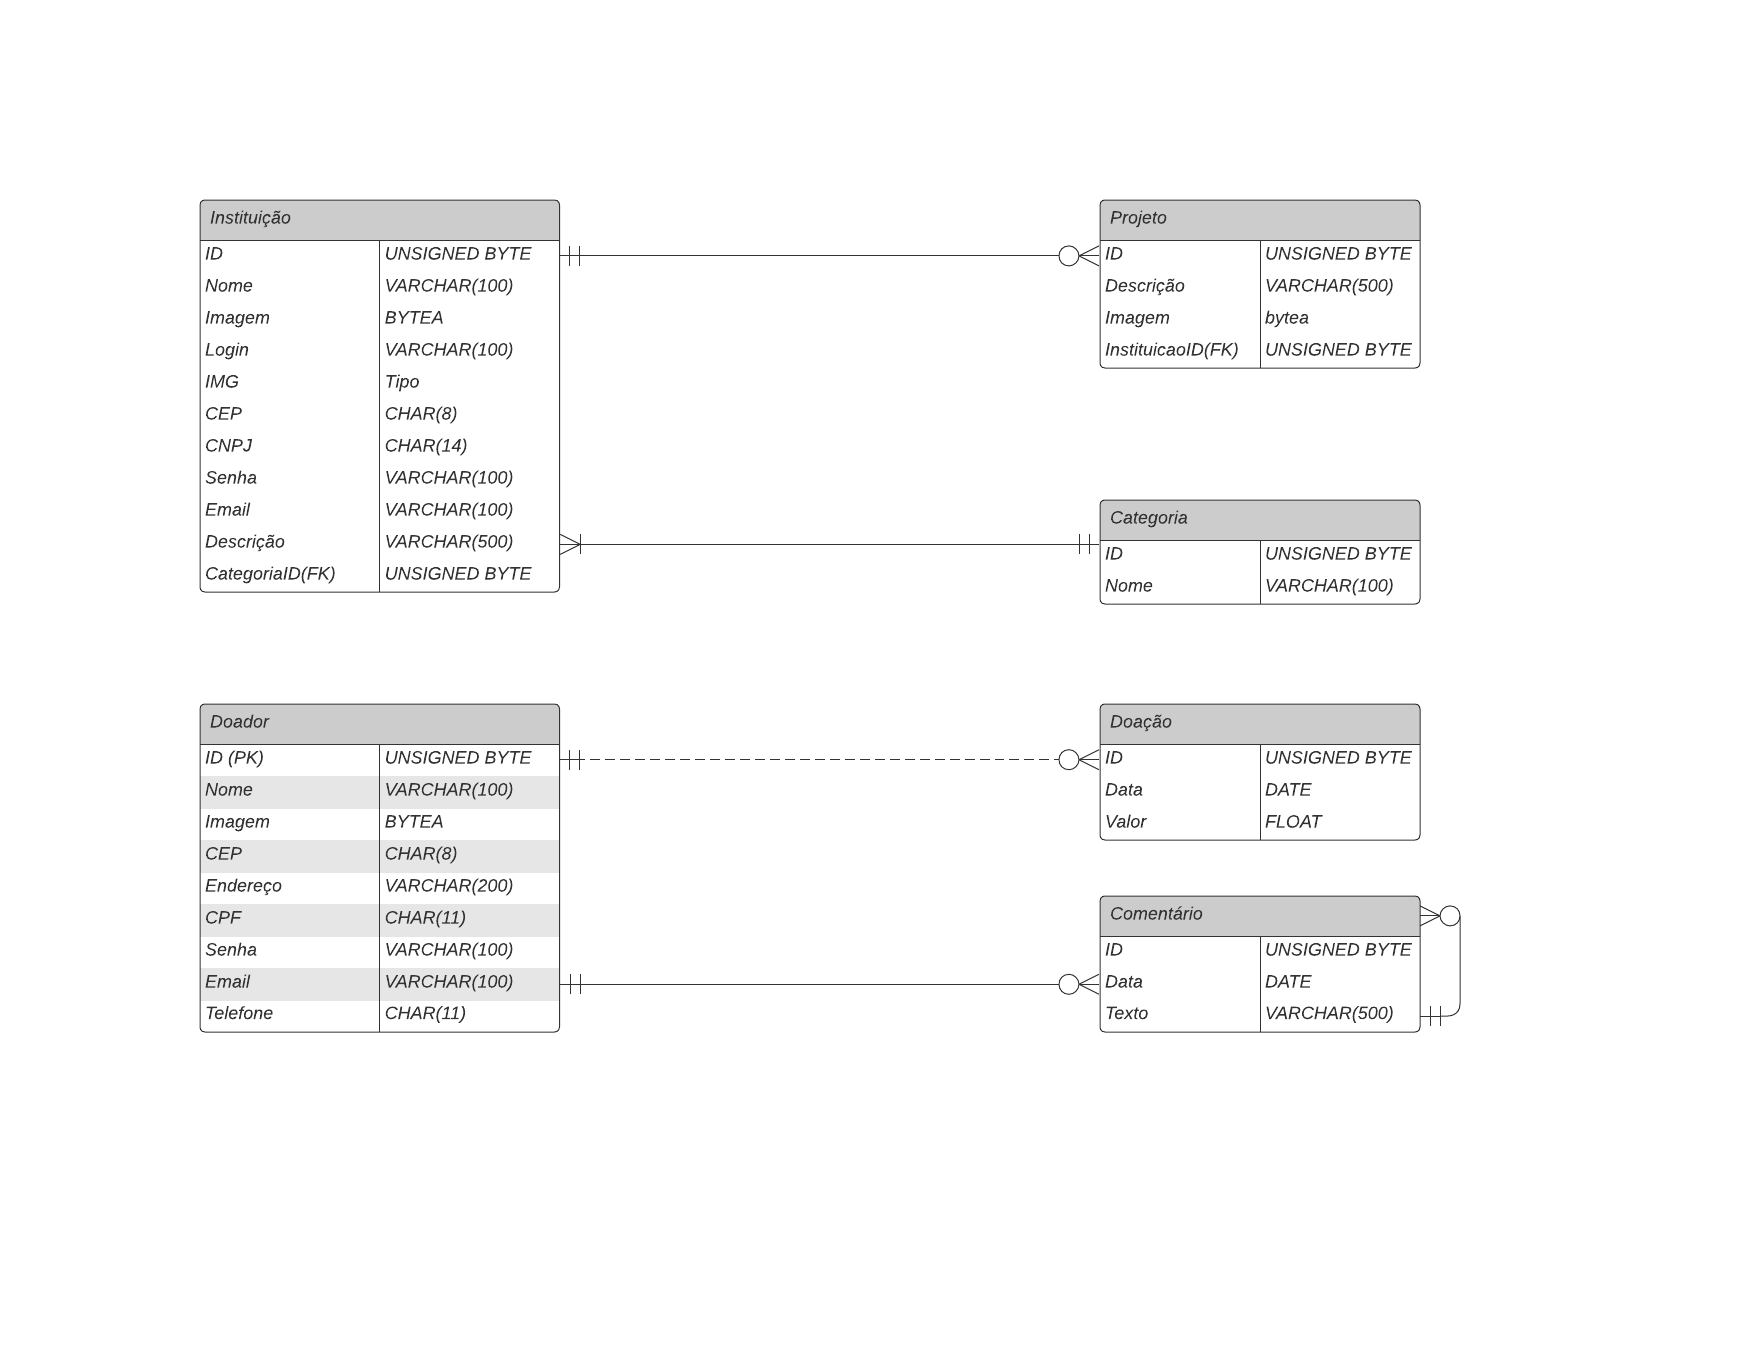 Instituição
ID UNSIGNED BYTE
Nome VARCHAR(100)
Imagem BYTEA
Login VARCHAR(100)
IMG Tipo
CEP CHAR(8)
CNPJ CHAR(14)
Senha VARCHAR(100)
Email VARCHAR(100)
Descrição VARCHAR(500)
CategoriaID(FK) UNSIGNED BYTE
Projeto
ID UNSIGNED BYTE
Descrição VARCHAR(500)
Imagem bytea
InstituicaoID(FK) UNSIGNED BYTE
Categoria
ID UNSIGNED BYTE
Nome VARCHAR(100)
Doador
ID (PK) UNSIGNED BYTE
Nome VARCHAR(100)
Imagem BYTEA
CEP CHAR(8)
Endereço VARCHAR(200)
CPF CHAR(11)
Senha VARCHAR(100)
Email VARCHAR(100)
Telefone CHAR(11)
Doação
ID UNSIGNED BYTE
Data DATE
Valor FLOAT
Comentário
ID UNSIGNED BYTE
Data DATE
Texto VARCHAR(500)